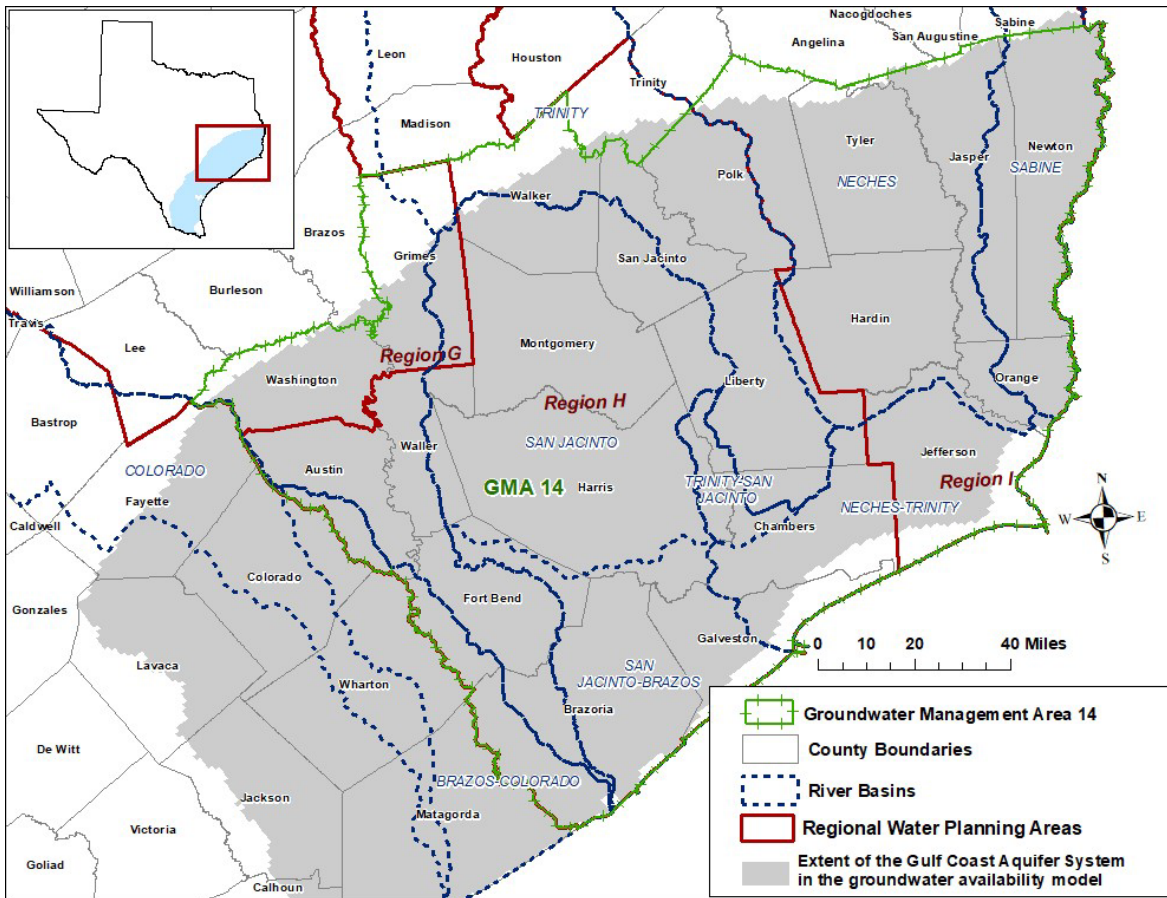 Nacogdoches
Sabine
San Augustine
Angelina
Leon
Houston
Trinity
TRINITY
Madison
Tyler
Jasper
Newton
Polk
NECHES
SABINE
Walker
Brazos
Grimes
San Jacinto
Williamson
Burleson
Travis
Hardin
Lee
Region G
Montgomery
Washington
Liberty
Orange
Region H
Bastrop
Waller
SAN JACINTO
Jefferson
COLORADO
Austin
TRINITY-SAN
JACINTO
Region I
GMA 14
Harris
Fayette
NECHES-TRINITY
Chambers
Caldwell
Colorado
Fort Bend
Gonzales
Galveston
Lavaca
SAN
JACINTO-BRAZOS
Wharton
Brazoria
De Witt
BRAZOS-COLORADO
Jackson
Matagorda
Victoria
Goliad
Calhoun
N
W
E
S
0 10 20 40 Miles
Groundwater Management Area 14
County Boundaries
River Basins
Regional Water Planning Areas
Extent of the Gulf Coast Aquifer System
in the groundwater availability model